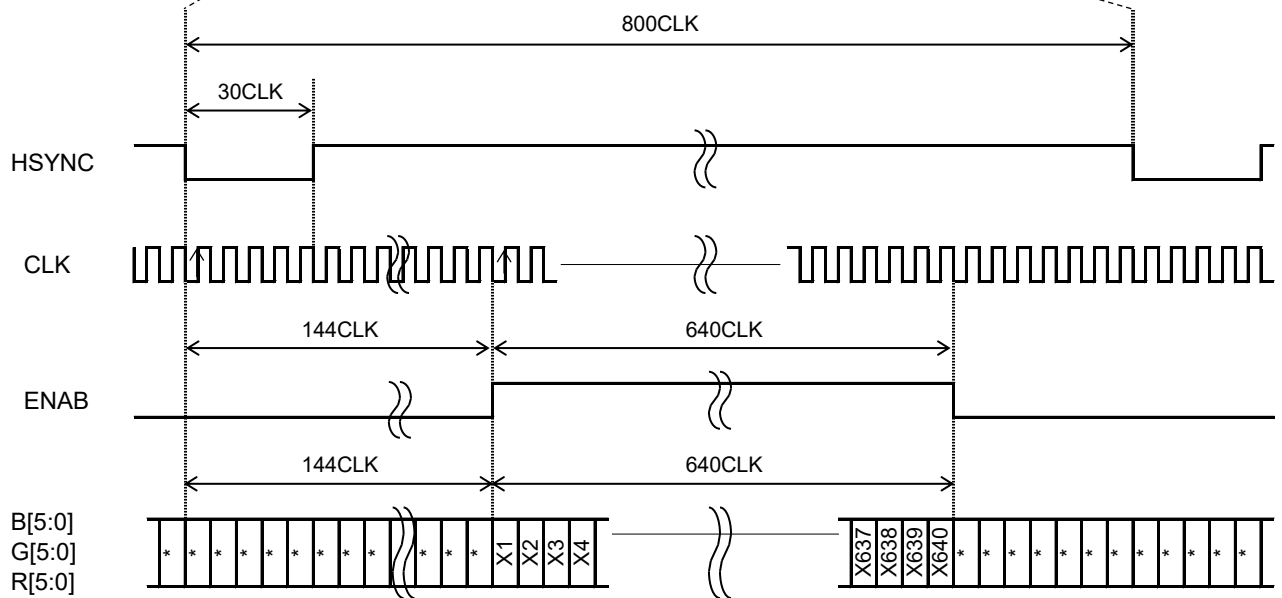 800CLK
30CLK
HSYNC
CLK
144CLK 640CLK
ENAB
144CLK 640CLK
B[5:0]
G[5:0]
R[5:0]
* * * * * * * * * * * * X1 X2 X3 X4 X637 X638 X639 X640 * * * * * * * * * * * *